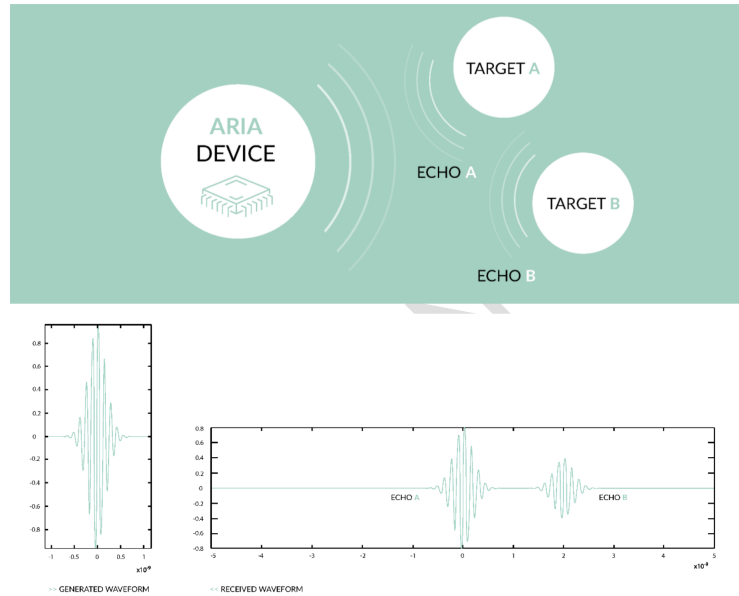 TARGET A
ARIA
DEVICE
ECHO A
TARGET B
ECHO B
0.8
0.6
0.4
0.2
0
-0.2
-0.4
-0.6
-0.8
-1 0.5 0 0.5 1
x10⁻⁹
>> GENERATED WAVEFORM
0.8
0.6
0.4
0.2
0
-0.2
-0.4
-0.6
-0.8
ECHO A
ECHO B
-5 -4 -3 -2 -1 0 1 2 3 4 5
x10⁻⁸
<< RECEIVED WAVEFORM